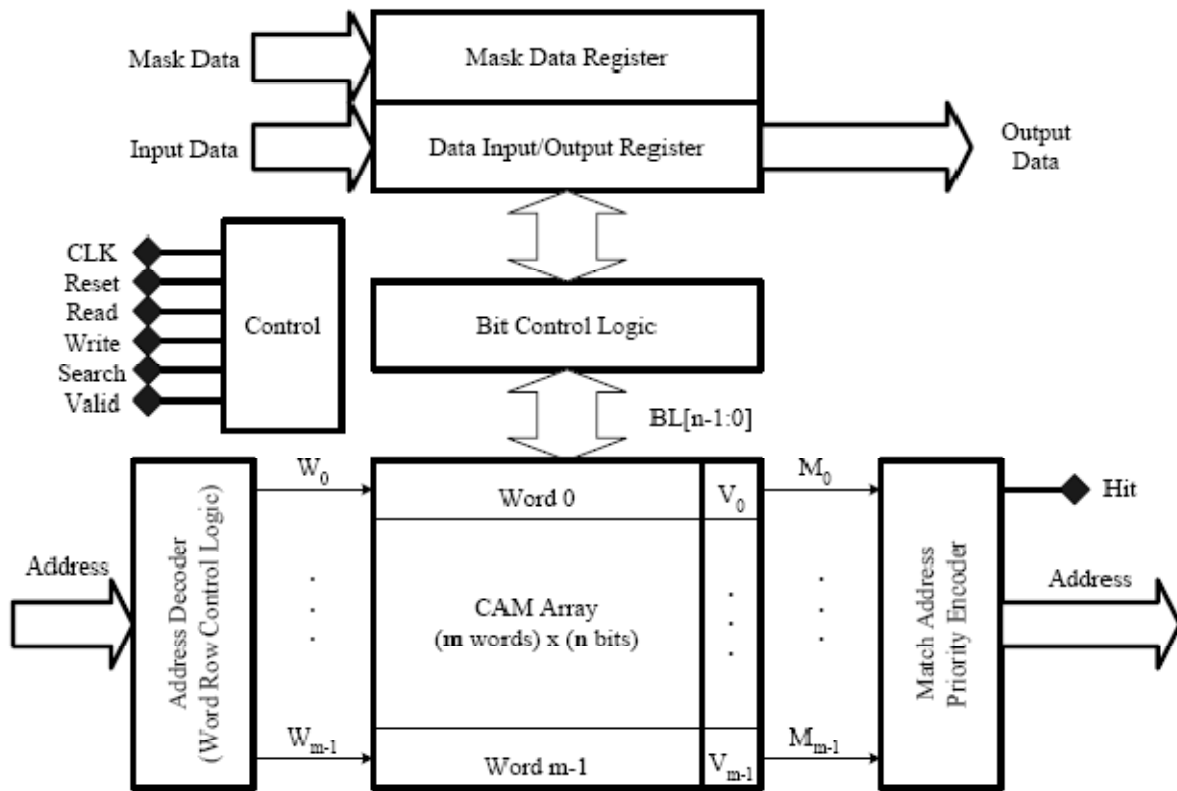 Mask Data
Mask Data Register
Input Data
Data Input/Output Register
Output
Data
CLK
Reset
Read
Write
Search
Valid
Control
Bit Control Logic
BL[n-1:0]
Address
Address Decoder
(Word Row Control Logic)
W0
Wm-1
Word 0
V0
CAM Array
(m words) x (n bits)
Word m-1
Vm-1
M0
Mm-1
Match Address
Priority Encoder
Hit
Address